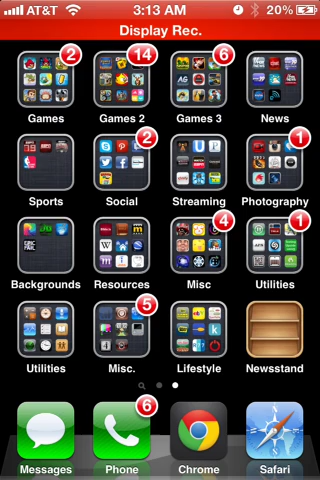 AT&T 3:13 AM 20%
Display Rec.
2 14 6
Games Games 2 Games 3 News
2 1
Sports Social Streaming Photography
4 1
Backgrounds Resources Misc Utilities
5
Utilities Misc. Lifestyle Newsstand
6
Messages Phone Chrome Safari